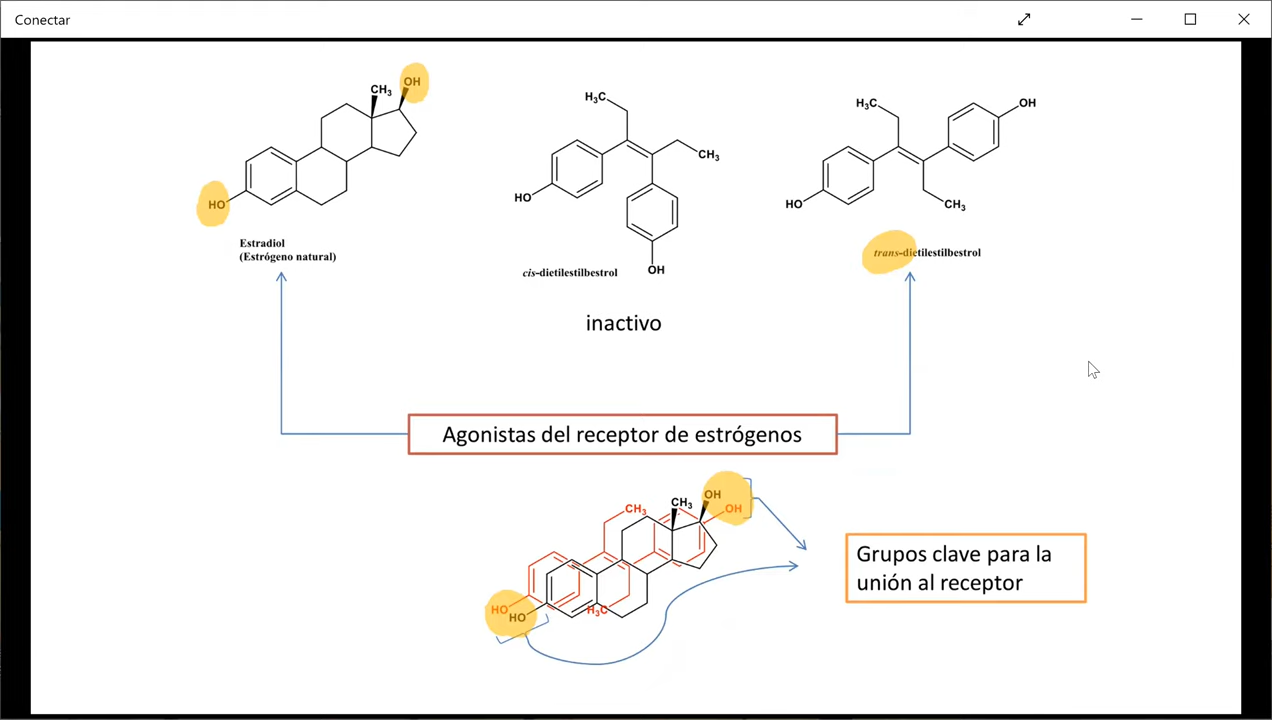 Conectar
CH3
OH
HO
Estradiol
(Estrógeno natural)
H3C
CH3
HO
OH
cis-dietilestilbestrol
inactivo
H3C
OH
HO
CH3
trans-dietilestilbestrol
Agonistas del receptor de estrógenos
CH3
CH3
OH
OH
HO
HO
H3C
Grupos clave para la
unión al receptor